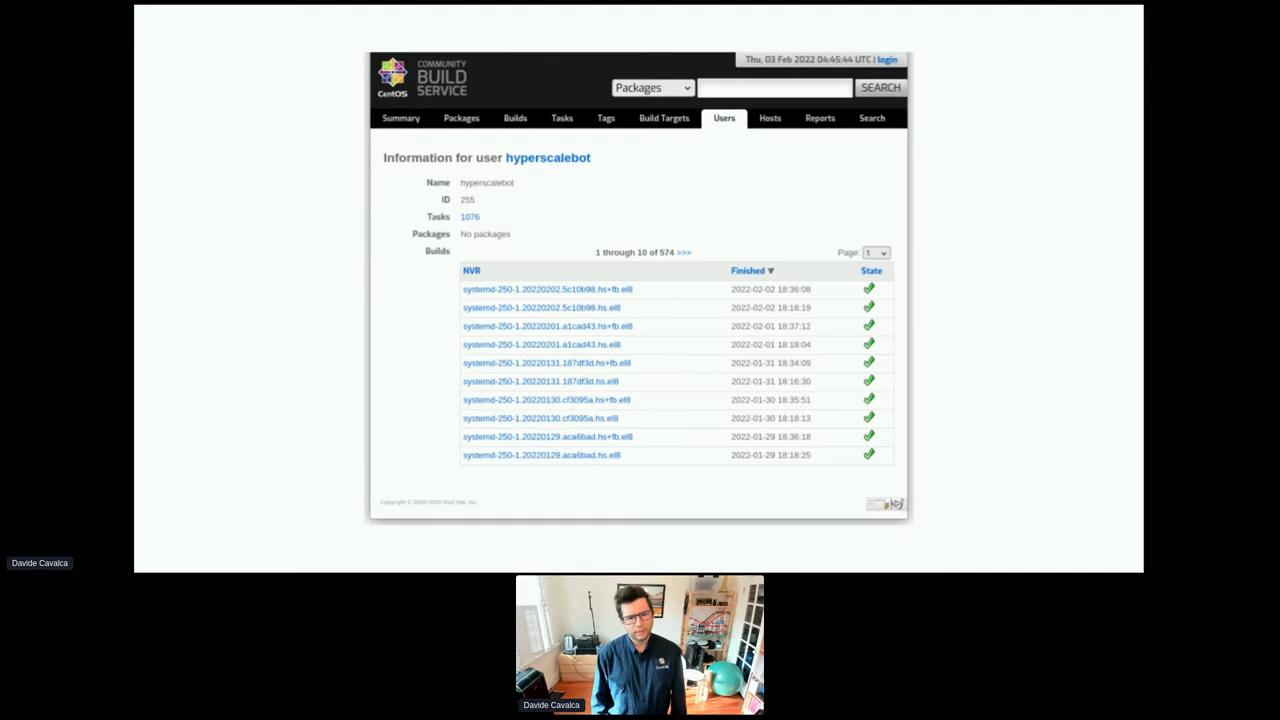 Thu, 03 Feb 2022 04:45:44 UTC | login
CentOS
COMMUNITY
BUILD
SERVICE
Packages SEARCH
Summary Packages Builds Tasks Tags Build Targets Users Hosts Reports Search
Information for user hyperscalebot
Name hyperscalebot
ID 255
Tasks 1076
Packages No packages
Builds 1 through 10 of 574 >>> Page: 1
NVR Finished ▼ State
systemd-250-1.20220202.5c10b98.hs+fb.el8 2022-02-02 18:36:08
systemd-250-1.20220202.5c10b98.hs.el8 2022-02-02 18:18:19
systemd-250-1.20220201.a1cad43.hs+fb.el8 2022-02-01 18:37:12
systemd-250-1.20220201.a1cad43.hs.el8 2022-02-01 18:18:04
systemd-250-1.20220131.187df3d.hs+fb.el8 2022-01-31 18:34:09
systemd-250-1.20220131.187df3d.hs.el8 2022-01-31 18:16:30
systemd-250-1.20220130.cf3095a.hs+fb.el8 2022-01-30 18:35:51
systemd-250-1.20220130.cf3095a.hs.el8 2022-01-30 18:18:13
systemd-250-1.20220129.aca6bad.hs+fb.el8 2022-01-29 18:36:18
systemd-250-1.20220129.aca6bad.hs.el8 2022-01-29 18:18:25
Davide Cavalca
Davide Cavalca